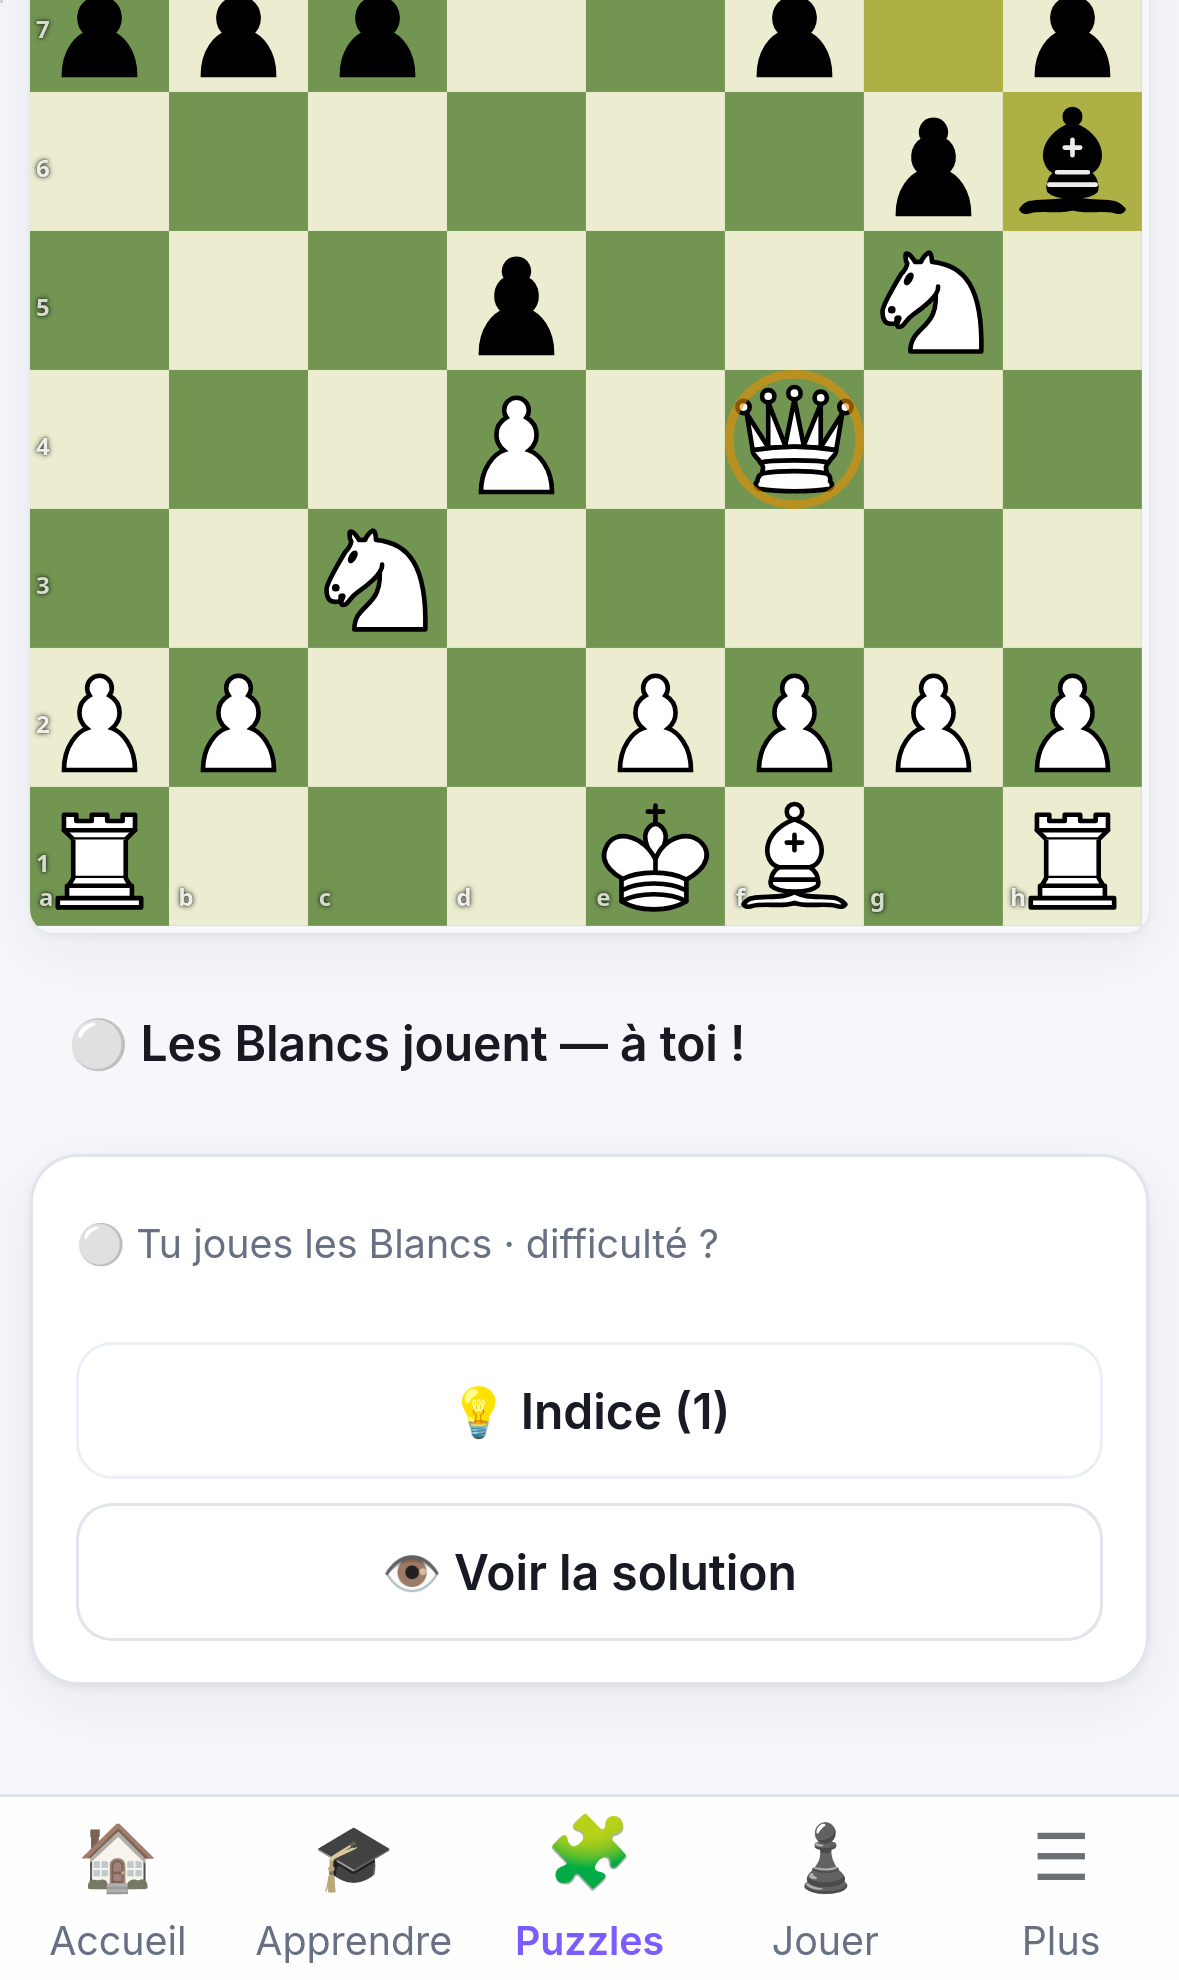 7
6
5
4
3
2
1
a b c d e f g h
Les Blancs jouent — à toi !
Tu joues les Blancs · difficulté ?
Indice (1)
Voir la solution
Accueil Apprendre Puzzles Jouer Plus